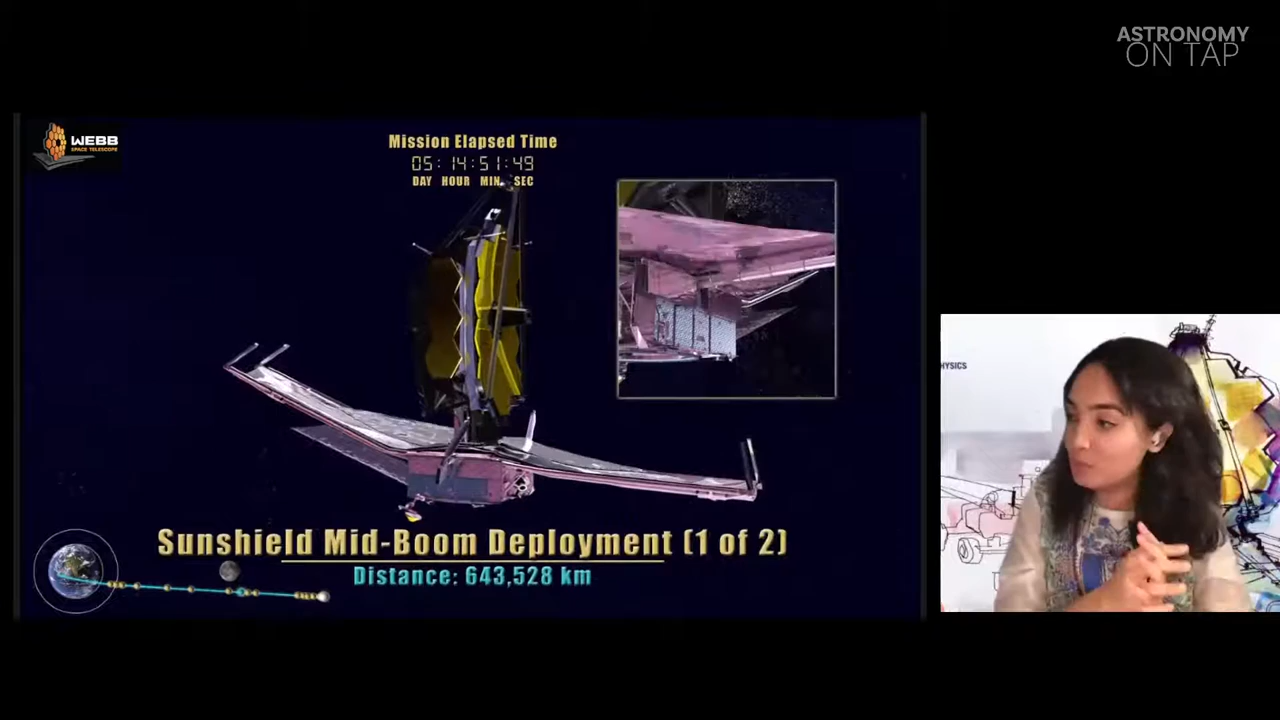 ASTRONOMY
ON TAP
WEBB
SPACE TELESCOPE
Mission Elapsed Time
05:14:51:49
DAY HOUR MIN SEC
HYSICS
Sunshield Mid-Boom Deployment (1 of 2)
Distance: 643,528 km